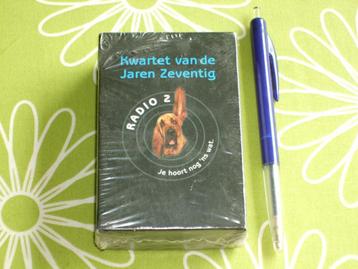 Kwartet van de
Jaren Zeventig
RADIO 2
Je hoort nog 'ns wat.